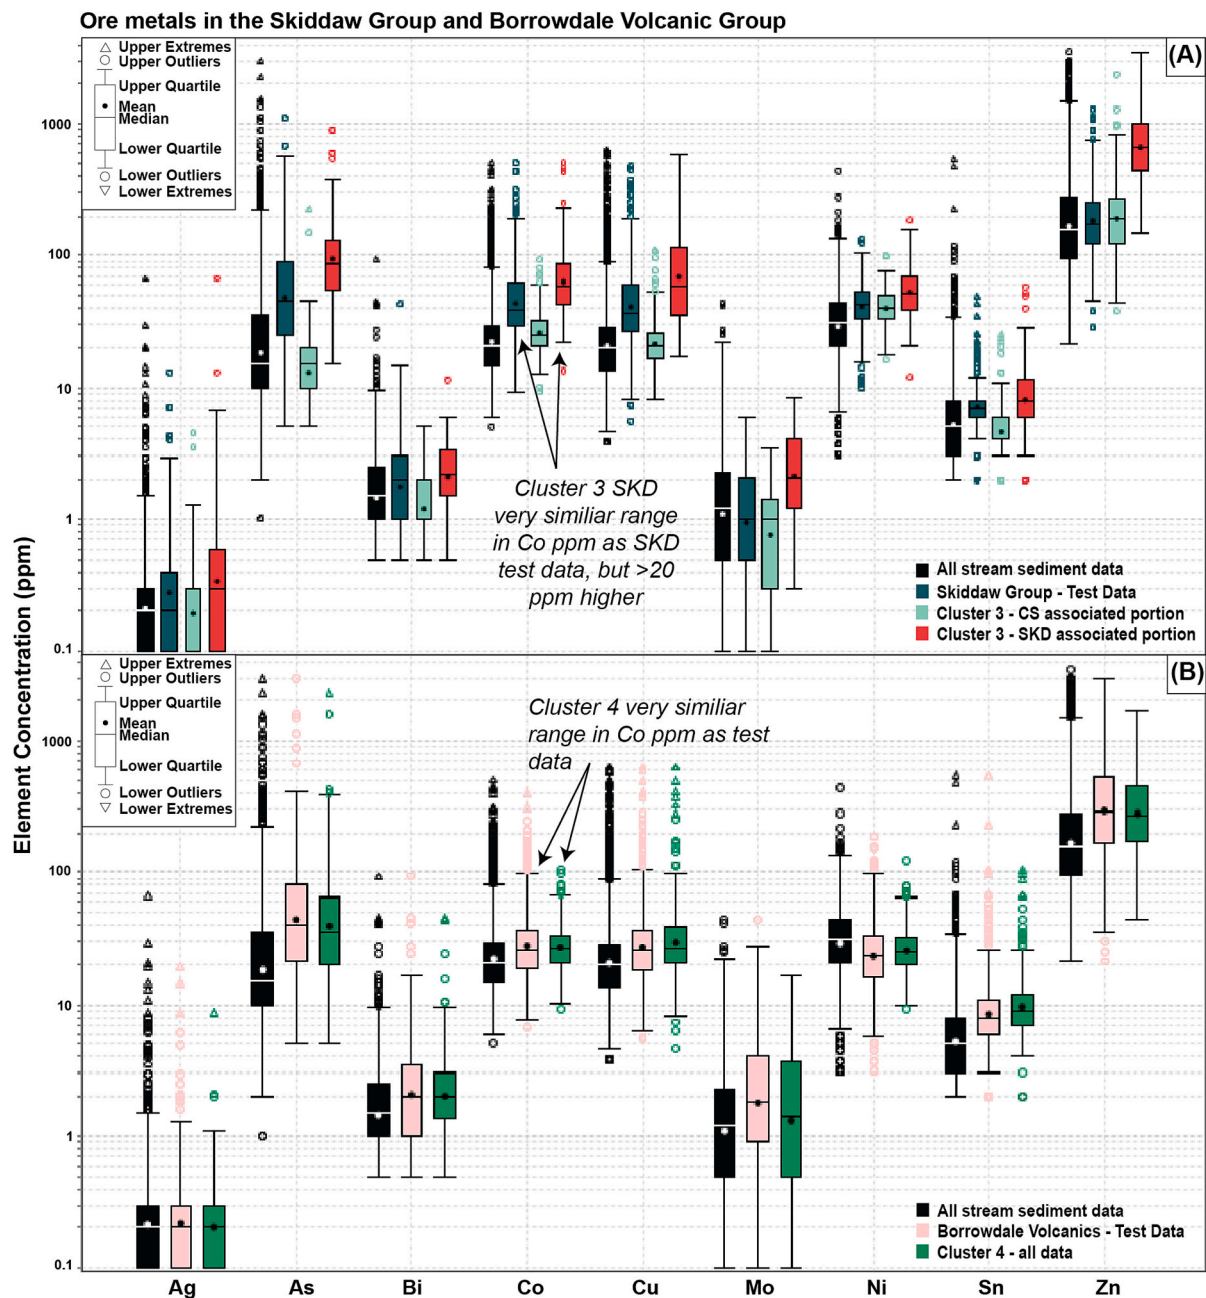 Ore metals in the Skiddaw Group and Borrowdale Volcanic Group
(A)
Upper Extremes
Upper Outliers
Upper Quartile
Mean
Median
Lower Quartile
Lower Outliers
Lower Extremes
1000
100
10
1
0.1
Cluster 3 SKD
very similiar range
in Co ppm as SKD
test data, but >20
ppm higher
All stream sediment data
Skiddaw Group - Test Data
Cluster 3 - CS associated portion
Cluster 3 - SKD associated portion
Element Concentration (ppm)
(B)
Upper Extremes
Upper Outliers
Upper Quartile
Mean
Median
Lower Quartile
Lower Outliers
Lower Extremes
1000
100
10
1
0.1
Cluster 4 very similiar
range in Co ppm as test
data
All stream sediment data
Borrowdale Volcanics - Test Data
Cluster 4 - all data
Ag As Bi Co Cu Mo Ni Sn Zn